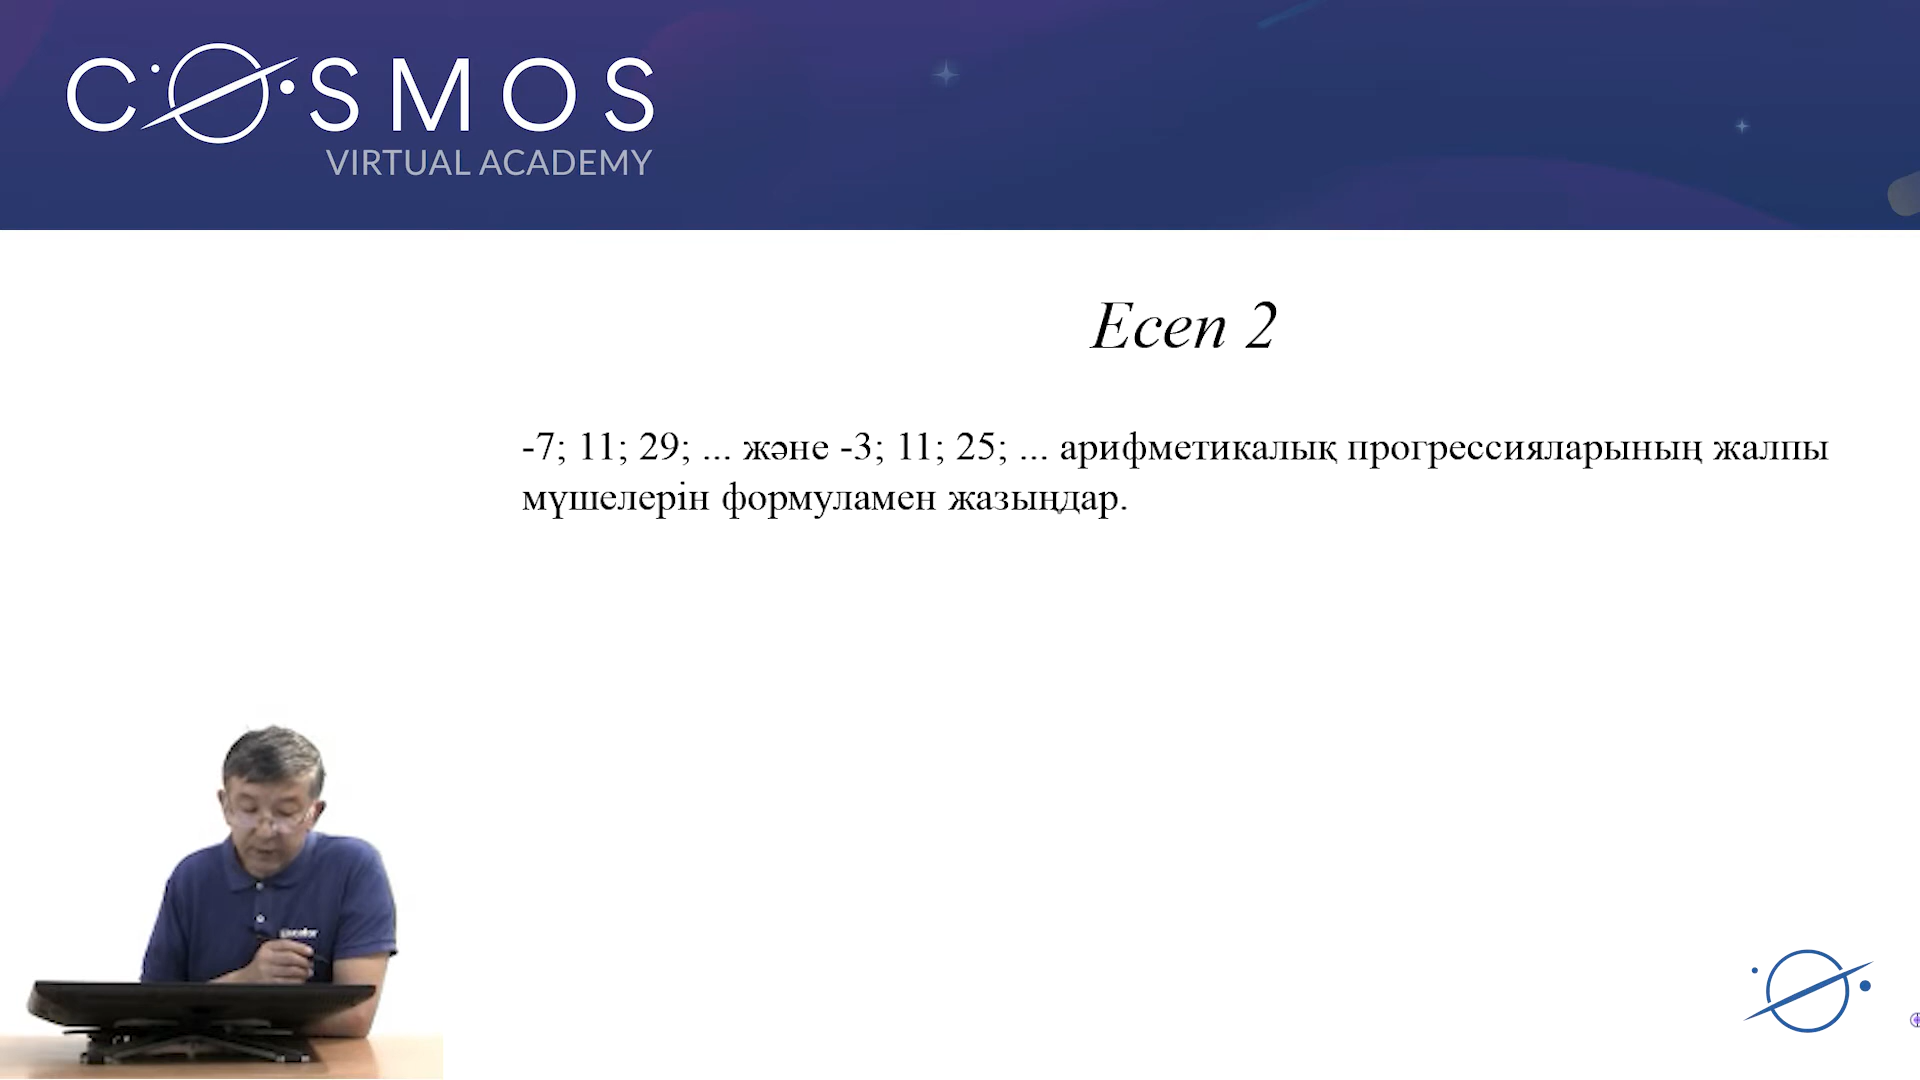 COSMOS
VIRTUAL ACADEMY
Есеп 2
-7; 11; 29; ... және -3; 11; 25; ... арифметикалық прогрессияларының жалпы
мүшелерін формуламен жазыңдар.